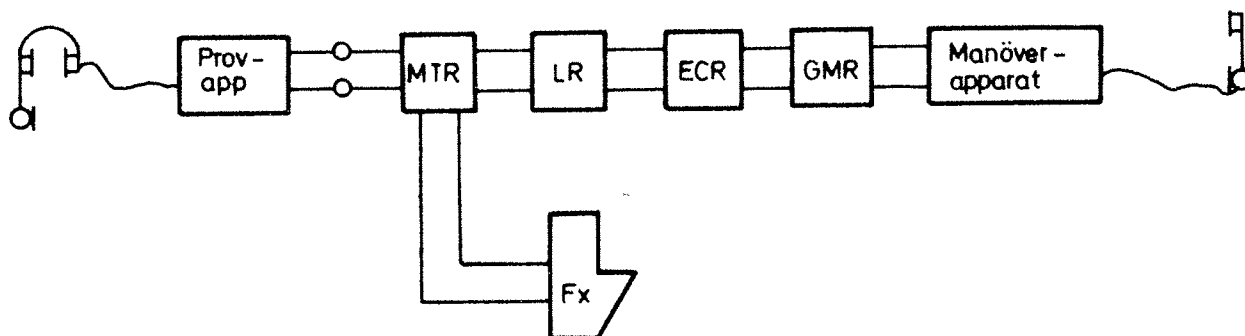 Prov-
app
MTR
LR
ECR
GMR
Manöver-
apparat
Fx